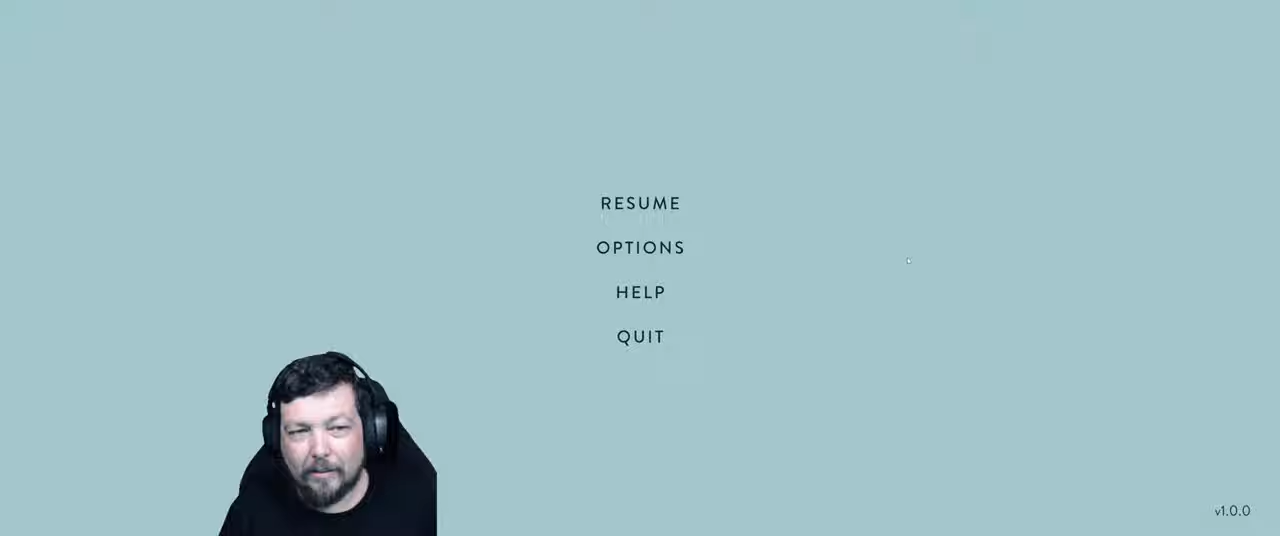 RESUME
OPTIONS
HELP
QUIT
v1.0.0